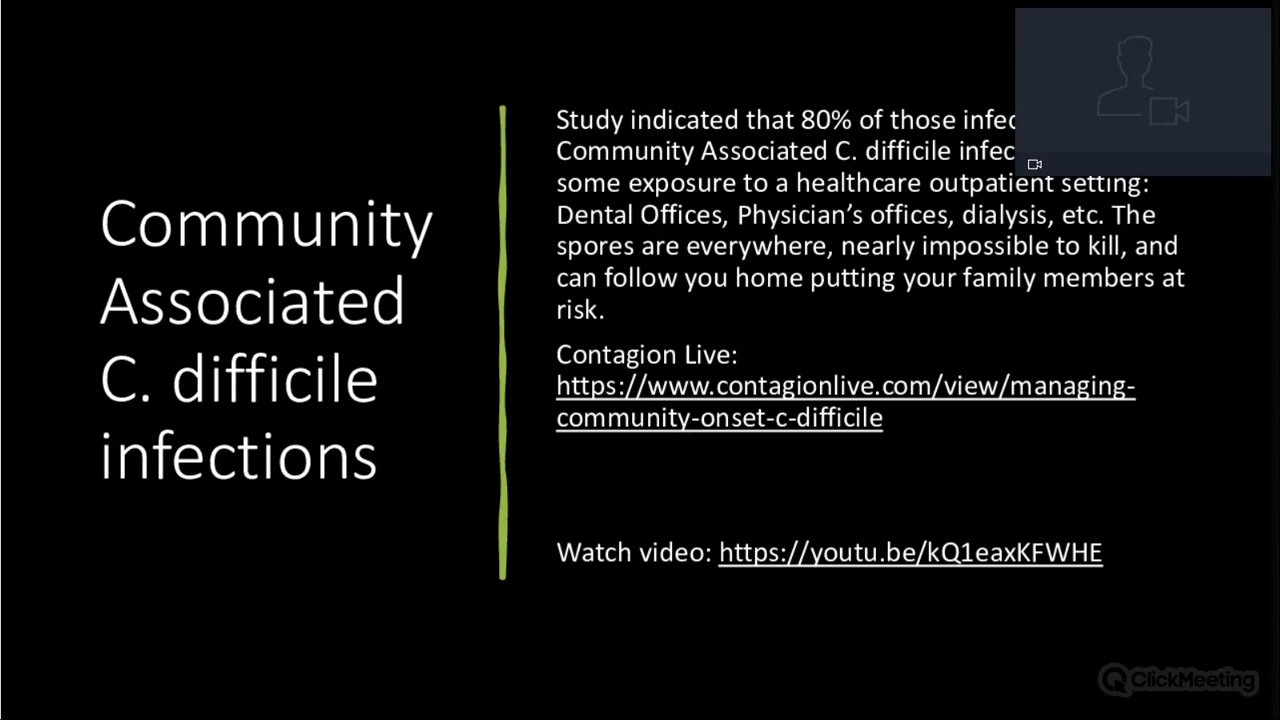 Community
Associated
C. difficile
infections
Study indicated that 80% of those
Community Associated C. difficile
some exposure to a healthcare outpatient setting:
Dental Offices, Physician’s offices, dialysis, etc. The
spores are everywhere, nearly impossible to kill, and
can follow you home putting your family members at
risk.
Contagion Live:
https://www.contagionlive.com/view/managing-
community-onset-c-difficile
Watch video: https://youtu.be/kQ1eaxKFWHE
ClickMeeting